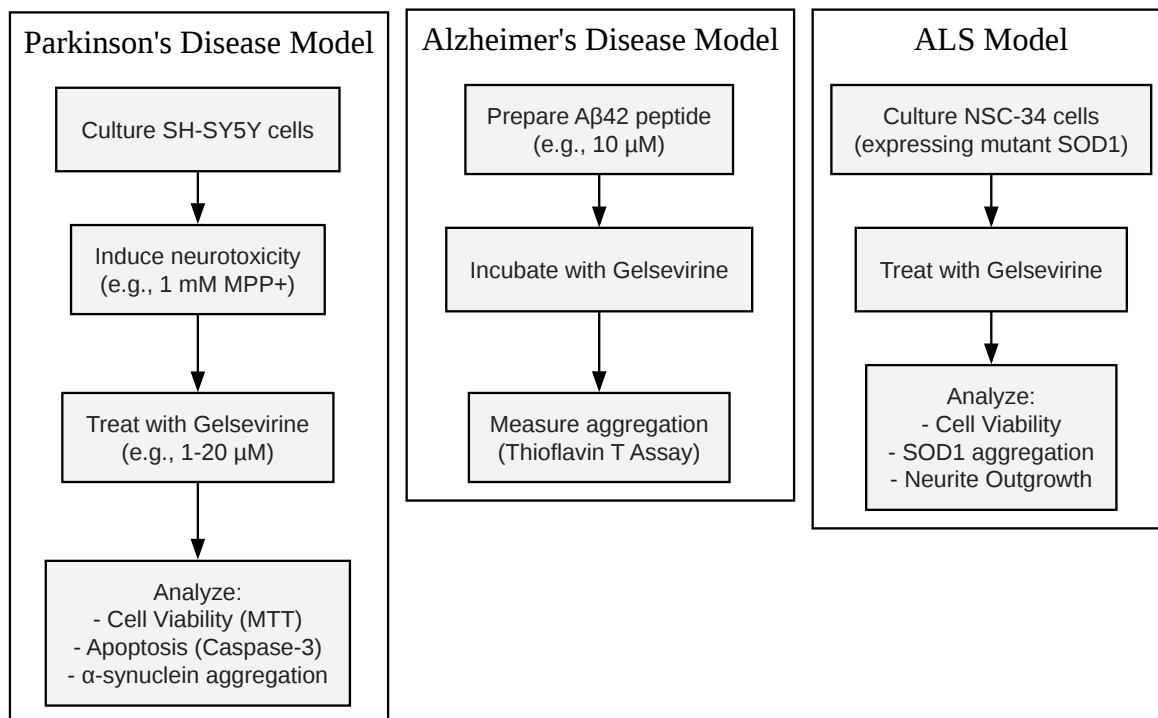 Parkinson's Disease Model
Culture SH-SY5Y cells
Induce neurotoxicity
(e.g., 1 mM MPP+)
Treat with Gelsevirine
(e.g., 1-20 µM)
Analyze:
- Cell Viability (MTT)
- Apoptosis (Caspase-3)
- α-synuclein aggregation
Alzheimer's Disease Model
Prepare Aβ42 peptide
(e.g., 10 µM)
Incubate with Gelsevirine
Measure aggregation
(Thioflavin T Assay)
ALS Model
Culture NSC-34 cells
(expressing mutant SOD1)
Treat with Gelsevirine
Analyze:
- Cell Viability
- SOD1 aggregation
- Neurite Outgrowth